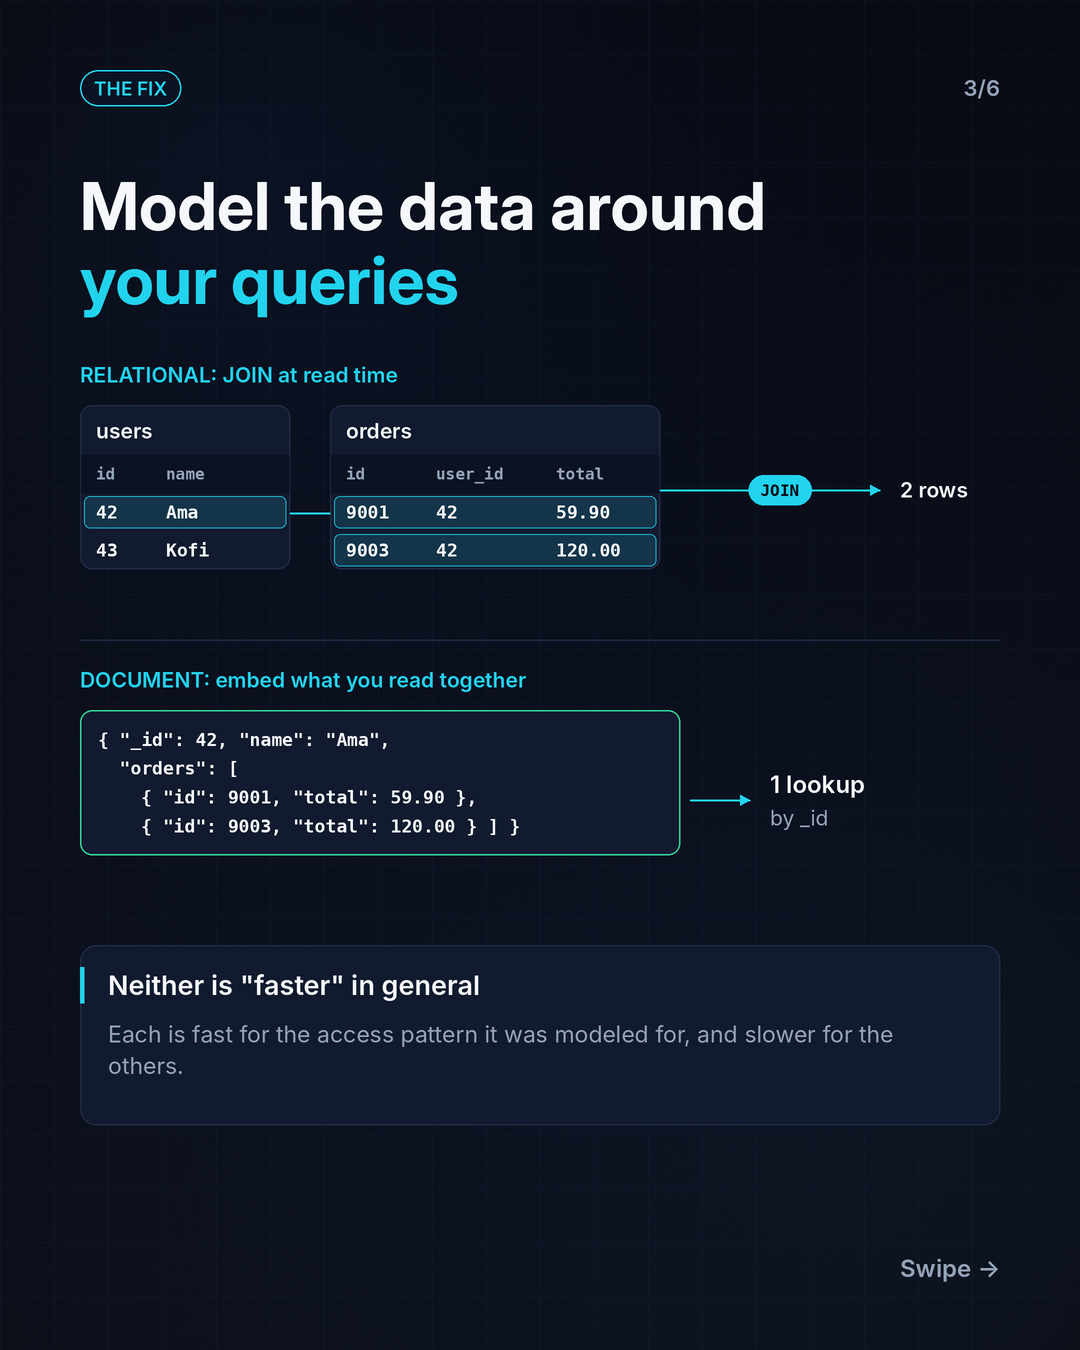 THE FIX
3/6
Model the data around
your queries
RELATIONAL: JOIN at read time
users
id name
42 Ama
43 Kofi
orders
id user_id total
9001 42 59.90
9003 42 120.00
JOIN
2 rows
DOCUMENT: embed what you read together
{ "_id": 42, "name": "Ama",
"orders": [
{ "id": 9001, "total": 59.90 },
{ "id": 9003, "total": 120.00 } ] }
1 lookup
by _id
Neither is "faster" in general
Each is fast for the access pattern it was modeled for, and slower for the
others.
Swipe →